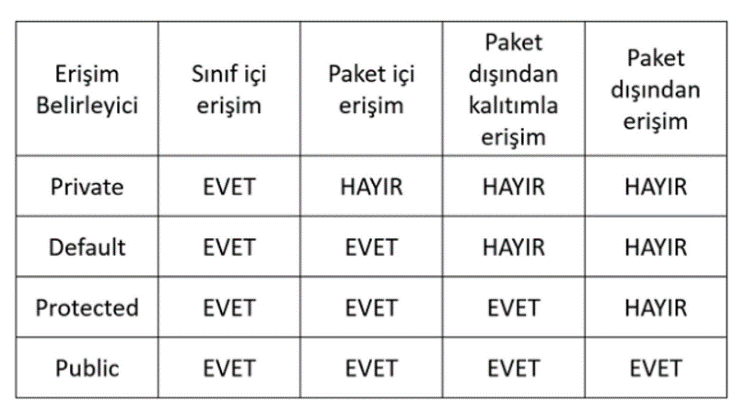 Erişim Belirleyici
Sınıf içi erişim
Paket içi erişim
Paket dışından kalıtımla erişim
Paket dışından erişim
Private EVET HAYIR HAYIR HAYIR
Default EVET EVET HAYIR HAYIR
Protected EVET EVET EVET HAYIR
Public EVET EVET EVET EVET